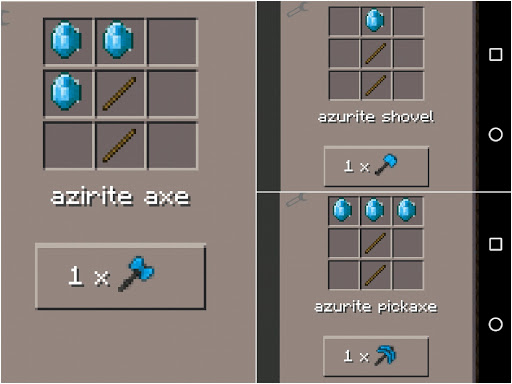 azirite axe
1 x
azurite shovel
1 x
azurite pickaxe
1 x